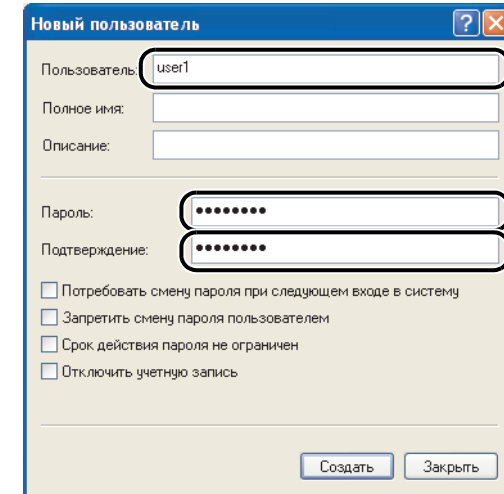 Новый пользователь
Пользователь: user1
Полное имя:
Описание:
Пароль: ••••••••
Подтверждение: ••••••••
Потребовать смену пароля при следующем входе в систему
Запретить смену пароля пользователем
Срок действия пароля не ограничен
Отключить учетную запись
Создать Закрыть